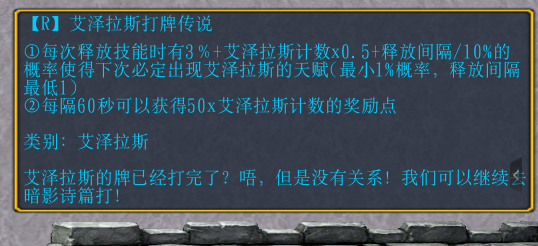 【R】艾泽拉斯打牌传说
①每次释放技能时有3%+艾泽拉斯计数x0.5+释放间隔/10%的
概率使得下次必定出现艾泽拉斯的天赋(最小1%概率, 释放间隔
最低1)
②每隔60秒可以获得50x艾泽拉斯计数的奖励点
类别: 艾泽拉斯
艾泽拉斯的牌已经打完了? 唔, 但是没有关系! 我们可以继续去
暗影诗篇打!